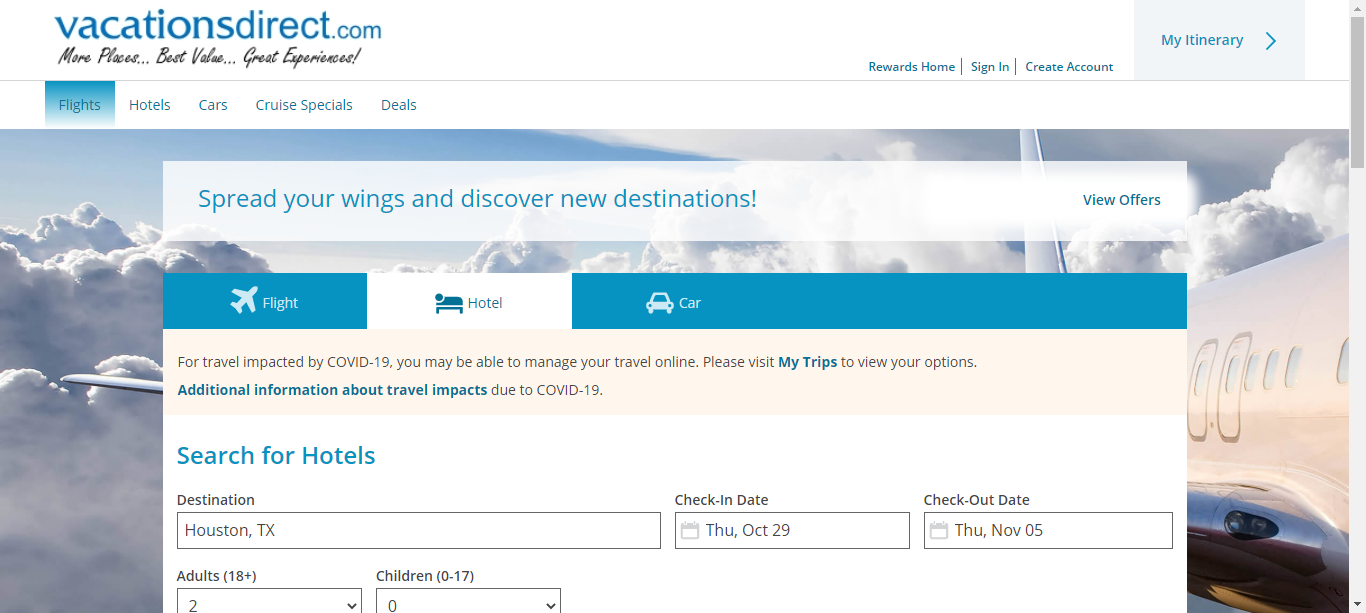 vacationsdirect.com
More Places... Best Value... Great Experiences!
Rewards Home
Sign In
Create Account
My Itinerary
Flights
Hotels
Cars
Cruise Specials
Deals
Spread your wings and discover new destinations!
View Offers
Flight
Hotel
Car
For travel impacted by COVID-19, you may be able to manage your travel online. Please visit My Trips to view your options.
Additional information about travel impacts due to COVID-19.
Search for Hotels
Destination
Check-In Date
Check-Out Date
Houston, TX
Thu, Oct 29
Thu, Nov 05
Adults (18+)
Children (0-17)
2
0